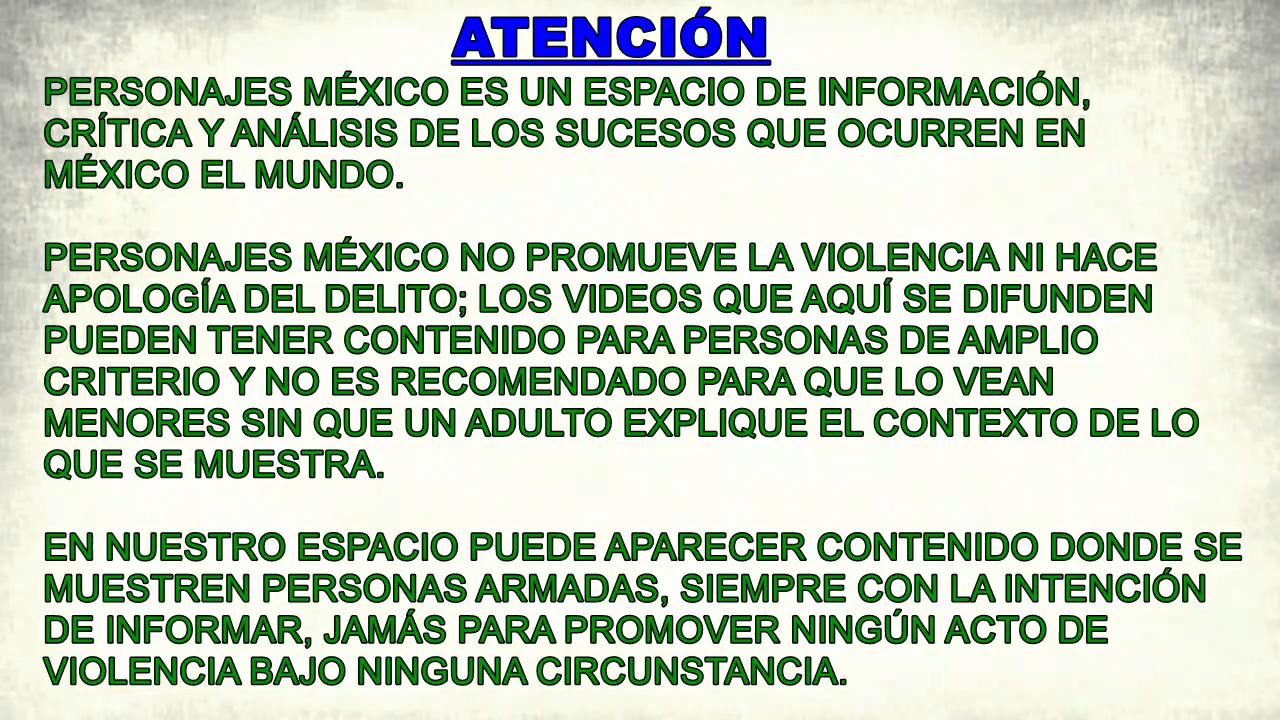 ATENCIÓN
PERSONAJES MÉXICO ES UN ESPACIO DE INFORMACIÓN,
CRÍTICA Y ANÁLISIS DE LOS SUCESOS QUE OCURREN EN
MÉXICO EL MUNDO.
PERSONAJES MÉXICO NO PROMUEVE LA VIOLENCIA NI HACE
APOLOGÍA DEL DELITO; LOS VIDEOS QUE AQUÍ SE DIFUNDEN
PUEDEN TENER CONTENIDO PARA PERSONAS DE AMPLIO
CRITERIO Y NO ES RECOMENDADO PARA QUE LO VEAN
MENORES SIN QUE UN ADULTO EXPLIQUE EL CONTEXTO DE LO
QUE SE MUESTRA.
EN NUESTRO ESPACIO PUEDE APARECER CONTENIDO DONDE SE
MUESTREN PERSONAS ARMADAS, SIEMPRE CON LA INTENCIÓN
DE INFORMAR, JAMÁS PARA PROMOVER NINGÚN ACTO DE
VIOLENCIA BAJO NINGUNA CIRCUNSTANCIA.